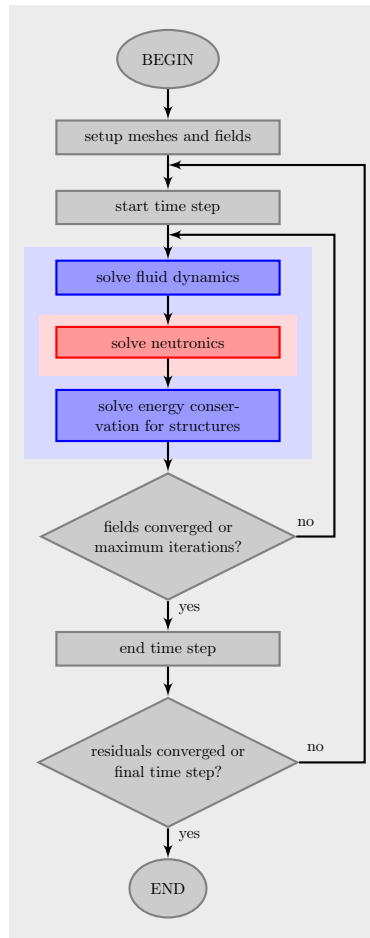 BEGIN
setup meshes and fields
start time step
solve fluid dynamics
solve neutronics
solve energy conser-
vation for structures
fields converged or
maximum iterations?
no
yes
end time step
residuals converged or
final time step?
no
yes
END